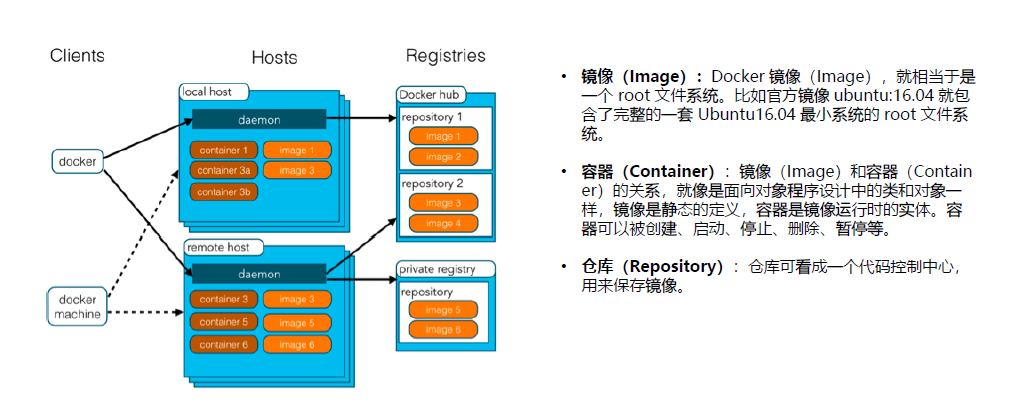 Clients
Hosts
Registries
local host
daemon
container 1
image 1
container 3a
image 3
container 3b
docker
remote host
daemon
container 3
image 3
container 5
image 5
container 6
image 6
docker
machine
Docker hub
repository 1
image 1
image 2
repository 2
image 3
image 4
private registry
repository
image 5
image 6
• 镜像（Image）：Docker 镜像（Image），就相当于是
一个 root 文件系统。比如官方镜像 ubuntu:16.04 就包
含了完整的一套 Ubuntu16.04 最小系统的 root 文件系
统。
• 容器（Container）：镜像（Image）和容器（Contain
er）的关系，就像是面向对象程序设计中的类和对象一
样，镜像是静态的定义，容器是镜像运行时的实体。容
器可以被创建、启动、停止、删除、暂停等。
• 仓库（Repository）：仓库可看成一个代码控制中心，
用来保存镜像。